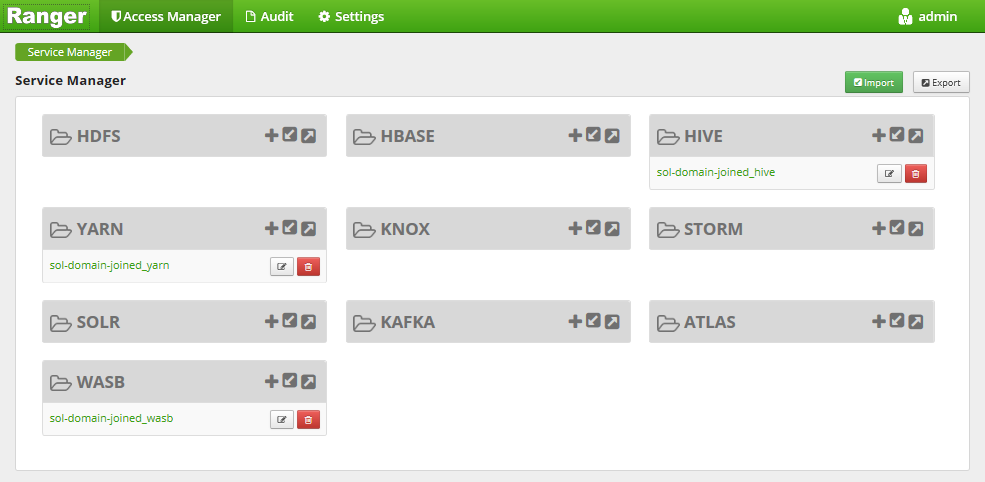 Ranger Access Manager Audit Settings admin
Service Manager
Service Manager Import Export
HDFS HBASE HIVE
sol-domain-joined_hive
YARN KNOX STORM
sol-domain-joined_yarn
SOLR KAFKA ATLAS
WASB
sol-domain-joined_wasb